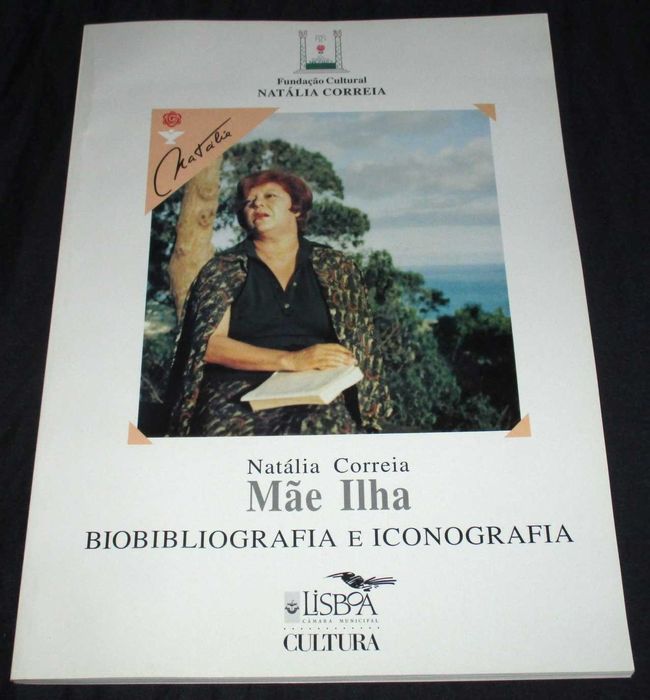 Fundação Cultural
NATÁLIA CORREIA
Natália
Natália Correia
Mãe Ilha
BIOBIBLIOGRAFIA E ICONOGRAFIA
LISBOA
CÂMARA MUNICIPAL
CULTURA